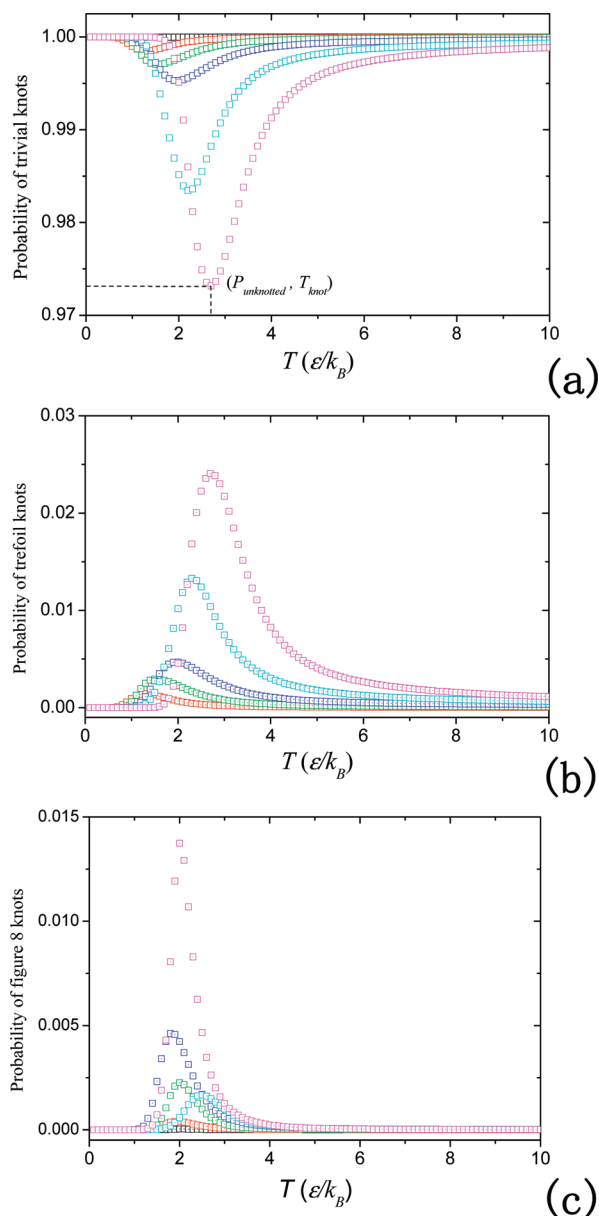 1.00
0.99
0.98
0.97
Probability of trivial knots
(P_unknotted , T_knot)
0 2 4 6 8 10
T (ε/k_B)
(a)
0.03
0.02
0.01
0.00
Probability of trefoil knots
0 2 4 6 8 10
T (ε/k_B)
(b)
0.015
0.010
0.005
0.000
Probability of figure 8 knots
0 2 4 6 8 10
T (ε/k_B)
(c)